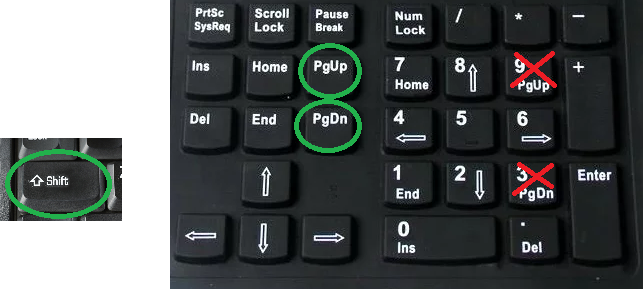 PrtSc
SysReq
Scroll
Lock
Pause
Break
Num
Lock
/
*
−
Ins
Home
PgUp
7
Home
8
9
PgUp
+
Del
End
PgDn
4
5
6
Shift
1
End
2
3
PgDn
Enter
0
Ins
.
Del